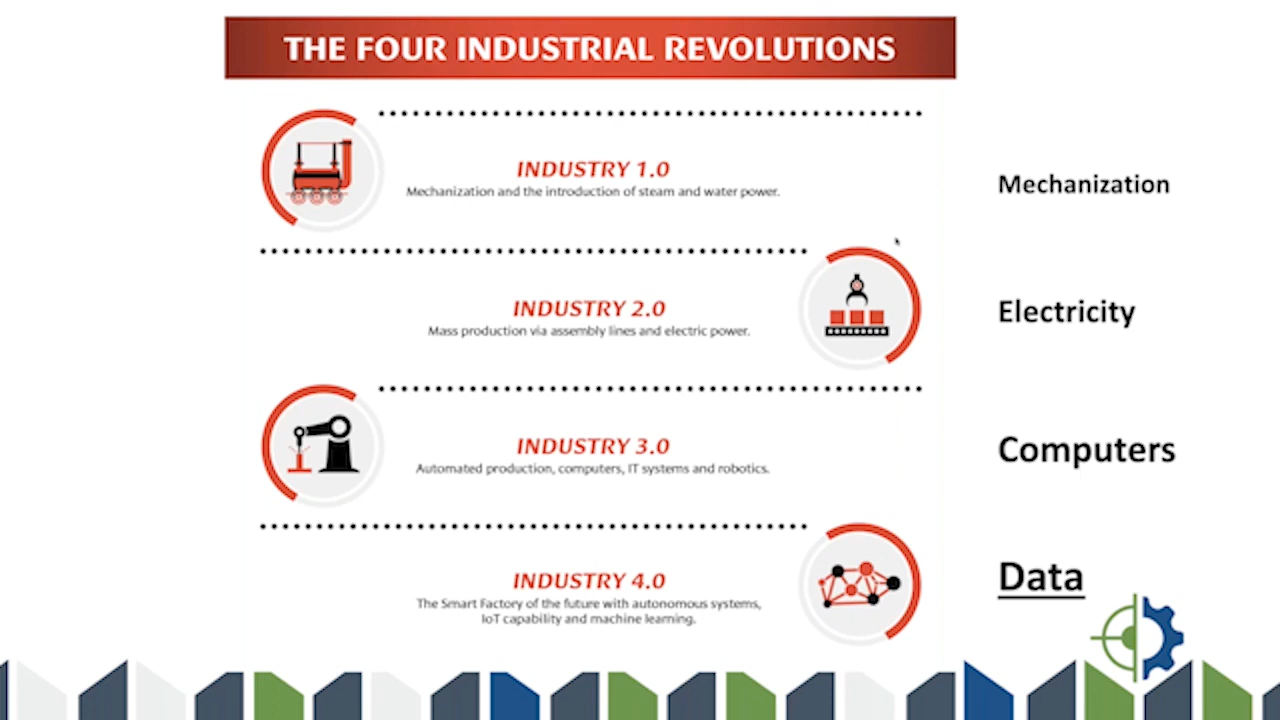 THE FOUR INDUSTRIAL REVOLUTIONS
INDUSTRY 1.0
Mechanization and the introduction of steam and water power.
Mechanization
INDUSTRY 2.0
Mass production via assembly lines and electric power.
Electricity
INDUSTRY 3.0
Automated production, computers, IT systems and robotics.
Computers
INDUSTRY 4.0
The Smart Factory of the future with autonomous systems,
IoT capability and machine learning.
Data